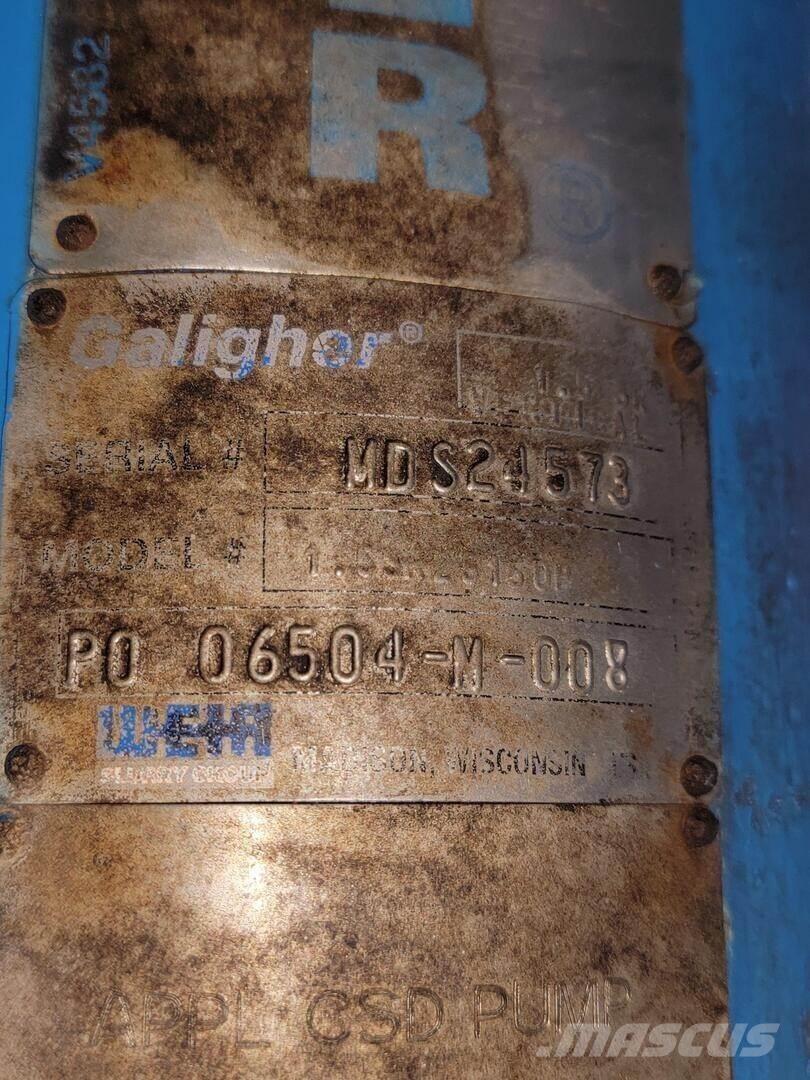 V4532
R
®
Galigher®
SERIAL # MDS24573
MODEL #
PO 06504-M-008
WEIR
SLURRY GROUP MADISON, WISCONSIN
APPL: CSD PUMP
MASCUS